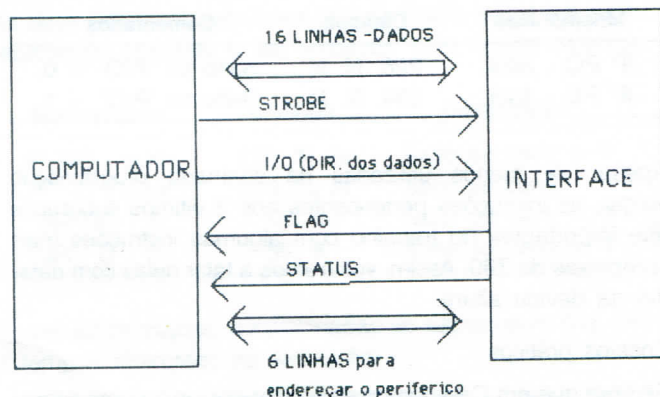 16 LINHAS -DADOS
STROBE
COMPUTADOR
I/O (DIR. dos dados)
INTERFACE
FLAG
STATUS
6 LINHAS para
endereçar o periferico